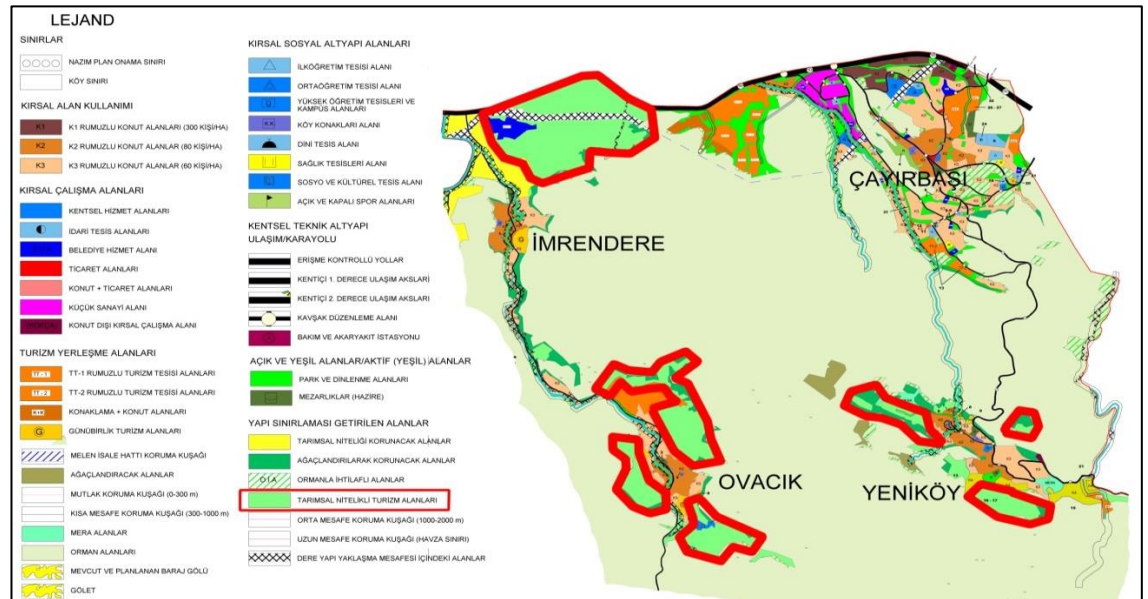 LEJAND
SINIRLAR
NAZIM PLAN ONAMA SINIRI
KÖY SINIRI
KIRSAL ALAN KULLANIMI
K1 K1 RUMUZLU KONUT ALANLARI (300 KİŞİ/HA)
K2 K2 RUMUZLU KONUT ALANLAR (80 KİŞİ/HA)
K3 K3 RUMUZLU KONUT ALANLAR (60 KİŞİ/HA)
KIRSAL ÇALIŞMA ALANLARI
KENTSEL HİZMET ALANLARI
İDARİ TESİS ALANLARI
BELEDİYE HİZMET ALANI
TİCARET ALANLARI
KONUT + TİCARET ALANLARI
KÜÇÜK SANAYİ ALANI
KONUT DIŞI KIRSAL ÇALIŞMA ALANI
TURİZM YERLEŞME ALANLARI
TT-1 TT-1 RUMUZLU TURİZM TESİSİ ALANLARI
TT-2 TT-2 RUMUZLU TURİZM TESİSİ ALANLARI
KONAKLAMA + KONUT ALANLARI
G GÜNÜBİRLİK TURİZM ALANLARI
MELEN İSALE HATTI KORUMA KUŞAĞI
AĞAÇLANDIRACAK ALANLAR
MUTLAK KORUMA KUŞAĞI (0-300 m)
KISA MESAFE KORUMA KUŞAĞI (300-1000 m)
MERA ALANLAR
ORMAN ALANLARI
MEVCUT VE PLANLANAN BARAJ GÖLÜ
GÖLET
KIRSAL SOSYAL ALTYAPI ALANLARI
İLKÖĞRETİM TESİSİ ALANI
ORTAÖĞRETİM TESİSİ ALANI
YÜKSEK ÖĞRETİM TESİSLERİ VE
KAMPÜS ALANLARI
KÖY KONAKLARI ALANI
DİNİ TESİS ALANI
SAĞLIK TESİSLERİ ALANI
SOSYO VE KÜLTÜREL TESİS ALANI
AÇIK VE KAPALI SPOR ALANLARI
KENTSEL TEKNİK ALTYAPI
ULAŞIM/KARAYOLU
ERİŞME KONTROLLÜ YOLLAR
KENTİÇİ 1. DERECE ULAŞIM AKSLARİ
KENTİÇİ 2. DERECE ULAŞIM AKSLARI
KAVŞAK DÜZENLEME ALANI
BAKIM VE AKARYAKIT İSTASYONU
AÇIK VE YEŞİL ALANLAR/AKTİF (YEŞİL) ALANLAR
PARK VE DİNLENME ALANLARI
MEZARLIKLAR (HAZİRE)
YAPI SINIRLAMASI GETİRİLEN ALANLAR
TARIMSAL NİTELİĞİ KORUNACAK ALANLAR
AĞAÇLANDIRILARAK KORUNACAK ALANLAR
ORMANLA İHTİLAFLI ALANLAR
TARIMSAL NİTELİKLİ TURİZM ALANLARI
ORTA MESAFE KORUMA KUŞAĞI (1000-2000 m)
UZUN MESAFE KORUMA KUŞAĞI (HAVZA SINIRI)
DERE YAPI YAKLAŞMA MESAFESİ İÇİNDEKİ ALANLAR
ÇAYIRBAŞI
İMRENDERE
G
OVACIK
YENİKÖY